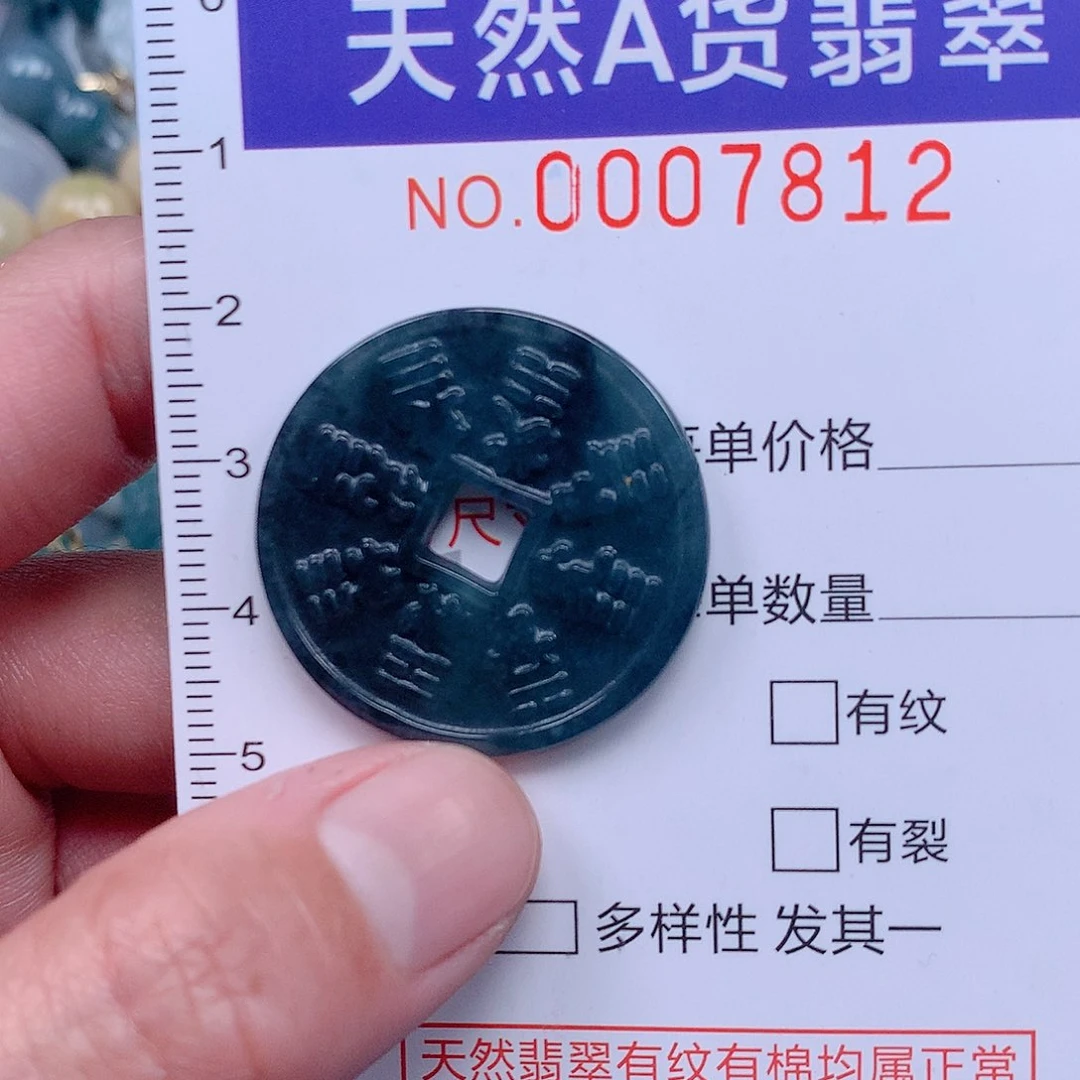 天然A货翡翠
1
NO.0007812
2
3
单价格
尺
4
单数量
有纹
5
有裂
多样性 发其一
天然翡翠有纹有棉均属正常